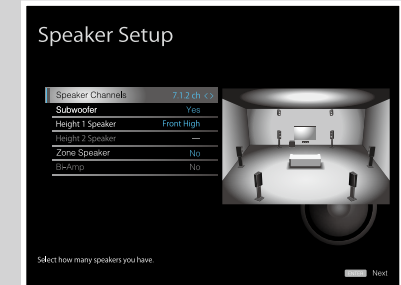 Speaker Setup
Speaker Channels 7.1.2 ch < >
Subwoofer Yes
Height 1 Speaker Front High
Height 2 Speaker —
Zone Speaker No
Bi-Amp No
Select how many speakers you have.
ENTER Next